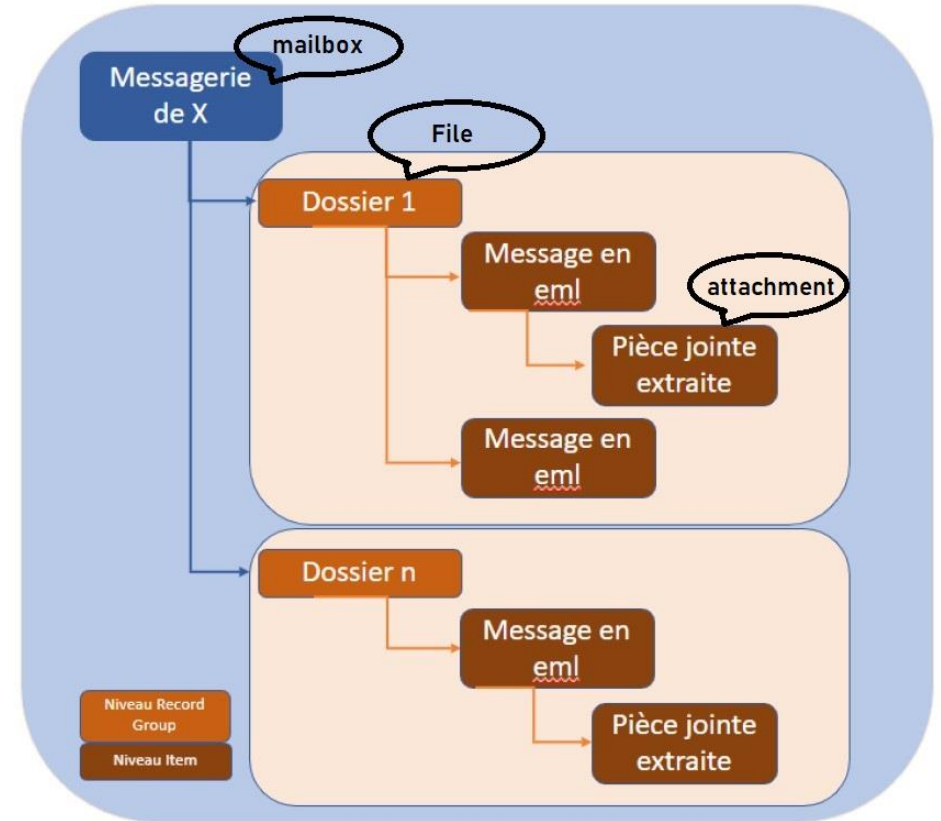 mailbox
Messagerie
de X
File
Dossier 1
Message en
eml
attachment
Pièce jointe
extraite
Message en
eml
Dossier n
Message en
eml
Pièce jointe
extraite
Niveau Record
Group
Niveau Item